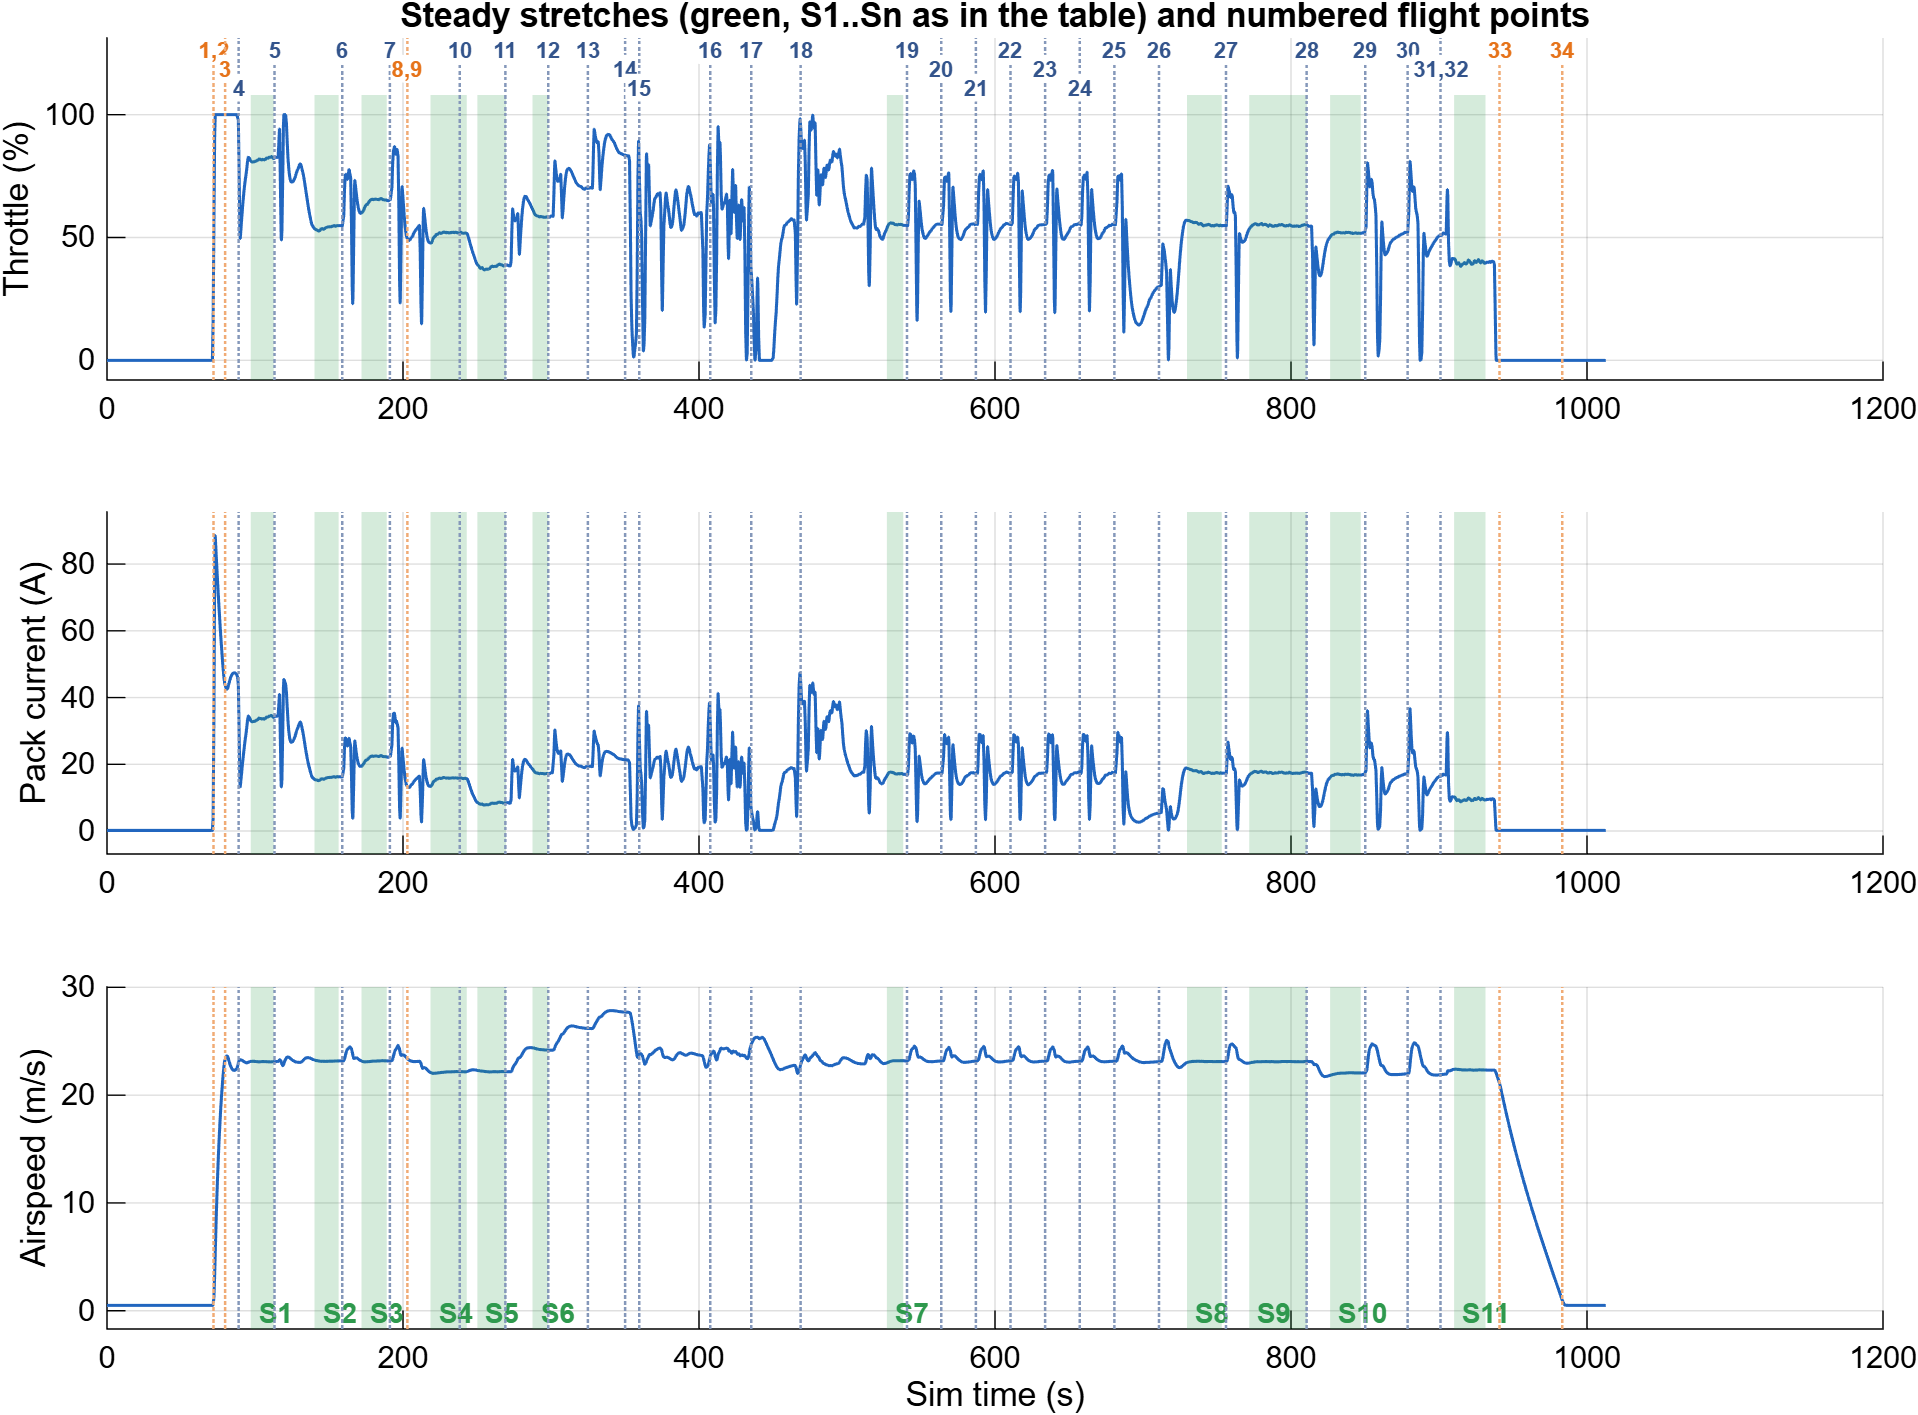 Steady stretches (green, S1..Sn as in the table) and numbered flight points
1,2 5 6 7 10 11 12 13 16 17 18 19 22 25 26 27 28 29 30 33 34
3 8,9 14 20 23 31,32
4 15 21 24
Throttle (%)
100
50
0
0 200 400 600 800 1000 1200
Pack current (A)
80
60
40
20
0
0 200 400 600 800 1000 1200
Airspeed (m/s)
30
20
10
0
S1 S2 S3 S4 S5 S6 S7 S8 S9 S10 S11
0 200 400 600 800 1000 1200
Sim time (s)